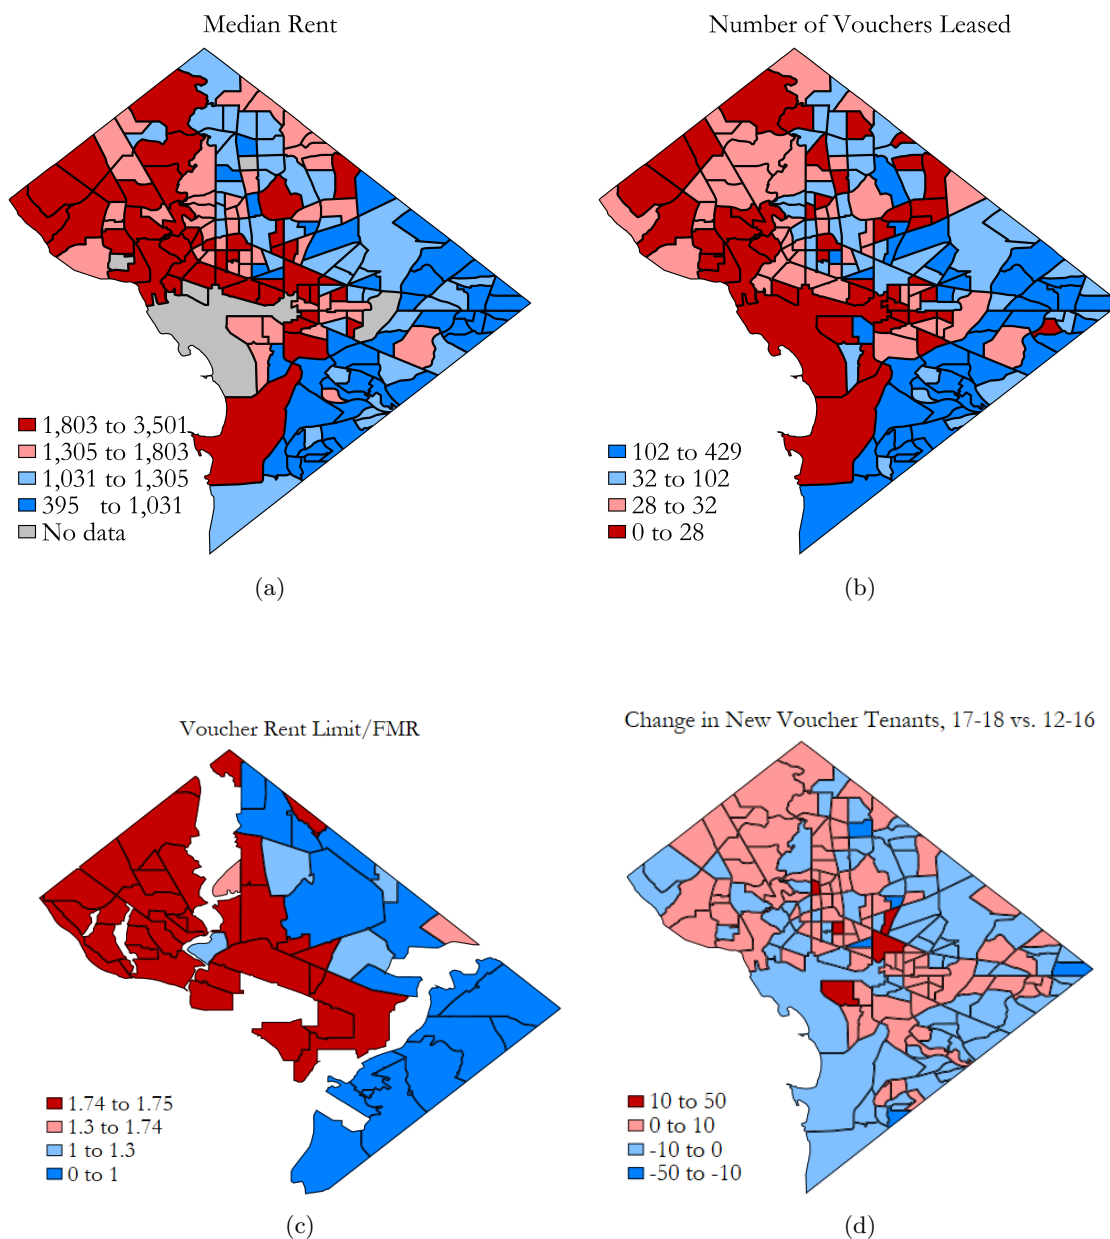 Median Rent
1,803 to 3,501
1,305 to 1,803
1,031 to 1,305
395 to 1,031
No data
(a)
Number of Vouchers Leased
102 to 429
32 to 102
28 to 32
0 to 28
(b)
Voucher Rent Limit/FMR
1.74 to 1.75
1.3 to 1.74
1 to 1.3
0 to 1
(c)
Change in New Voucher Tenants, 17-18 vs. 12-16
10 to 50
0 to 10
-10 to 0
-50 to -10
(d)